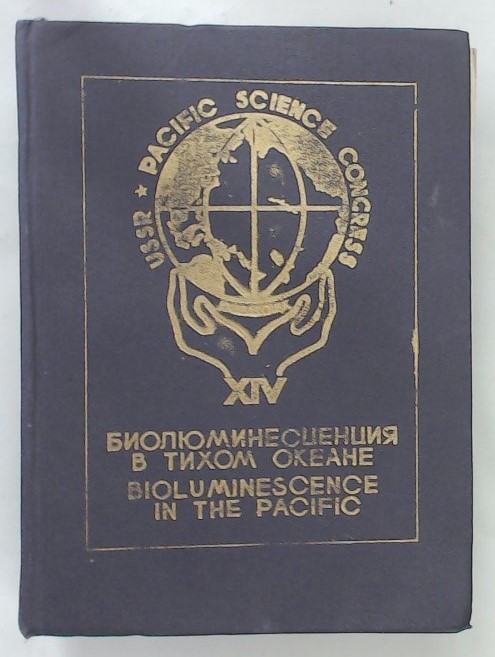 USSR ★ PACIFIC SCIENCE CONGRESS
XIV
БИОЛЮМИНЕСЦЕНЦИЯ
В ТИХОМ ОКЕАНЕ
BIOLUMINESCENCE
IN THE PACIFIC